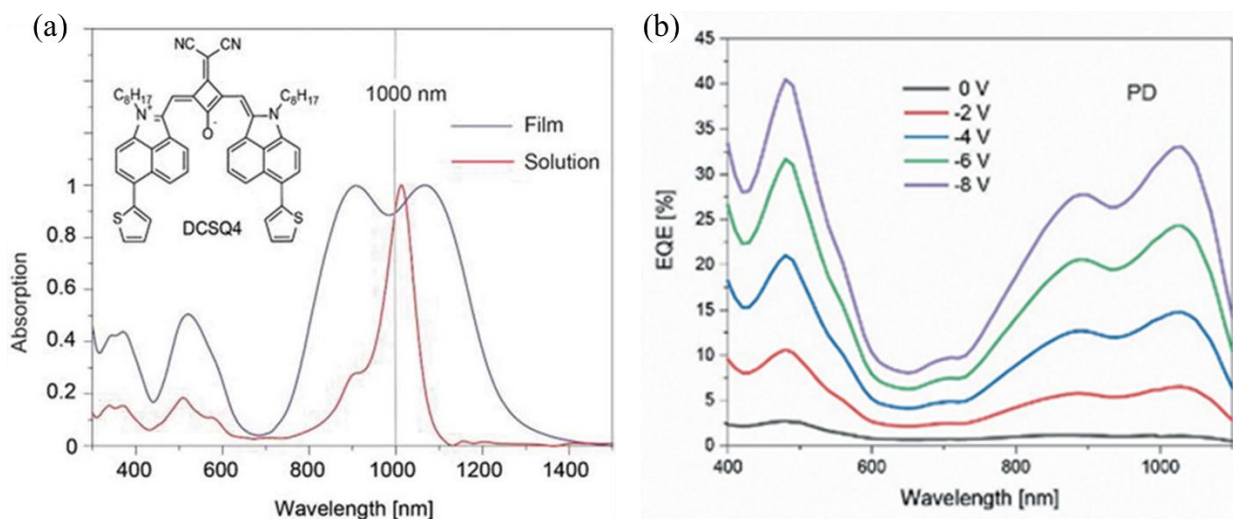 (a)
NC CN
C8H17 C8H17
N+ N
O-
S S
DCSQ4
1000 nm
Film
Solution
1
0.8
0.6
0.4
0.2
0
Absorption
400 600 800 1000 1200 1400
Wavelength [nm]
(b)
PD
0 V
-2 V
-4 V
-6 V
-8 V
45
40
35
30
25
20
15
10
5
0
EQE [%]
400 600 800 1000
Wavelength [nm]